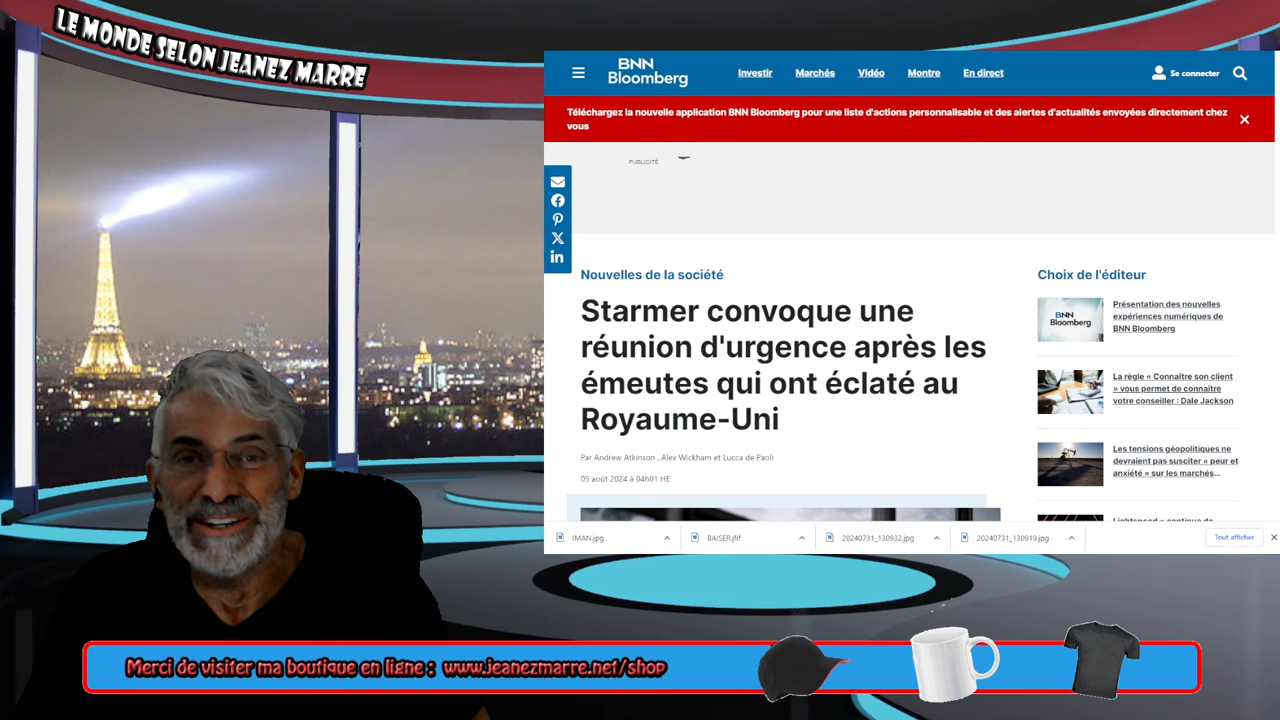 LE MONDE SELON JEANEZ MARRE
BNN
Bloomberg
Investir
Marchés
Vidéo
Montre
En direct
Se connecter
Téléchargez la nouvelle application BNN Bloomberg pour une liste d'actions personnalisable et des alertes d'actualités envoyées directement chez
vous
PUBLICITÉ
Nouvelles de la société
Starmer convoque une
réunion d'urgence après les
émeutes qui ont éclaté au
Royaume-Uni
Par Andrew Atkinson , Alex Wickham et Lucca de Paoli
05 août 2024 à 04h01 HE
Choix de l'éditeur
BNN
Bloomberg
Présentation des nouvelles
expériences numériques de
BNN Bloomberg
La règle « Connaître son client
» vous permet de connaître
votre conseiller : Dale Jackson
Les tensions géopolitiques ne
devraient pas susciter « peur et
anxiété » sur les marchés...
Lightspeed « continue de
IMAN.jpg
BAISER.jfif
20240731_130932.jpg
20240731_130919.jpg
Tout afficher
Merci de visiter ma boutique en ligne : www.jeanezmarre.net/shop